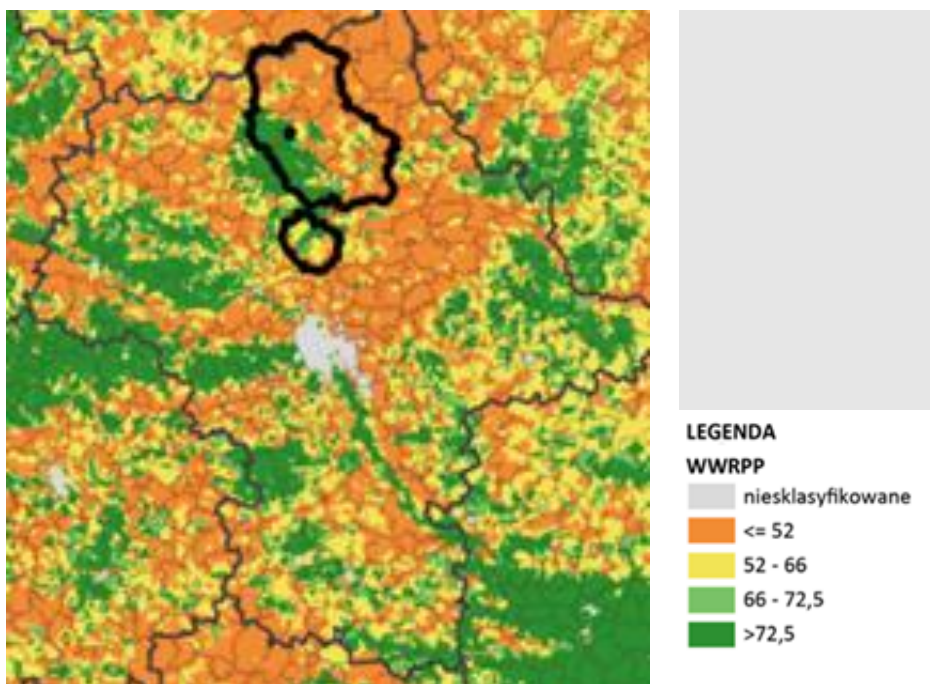 LEGENDA
WWRPP
niesklasyfikowane
<= 52
52 - 66
66 - 72,5
>72,5